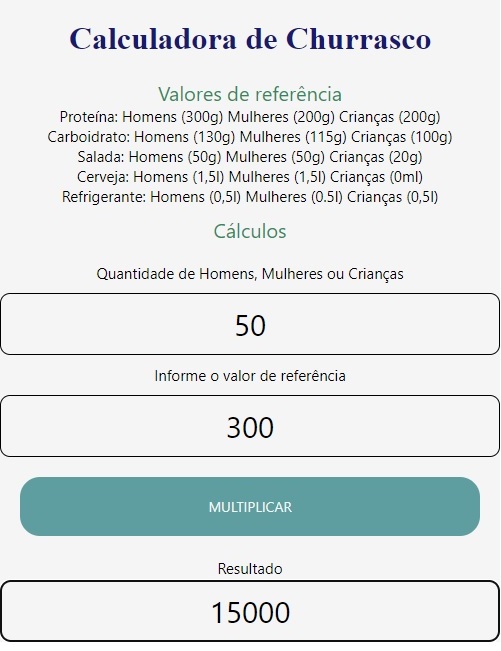 Calculadora de Churrasco
Valores de referência
Proteína: Homens (300g) Mulheres (200g) Crianças (200g)
Carboidrato: Homens (130g) Mulheres (115g) Crianças (100g)
Salada: Homens (50g) Mulheres (50g) Crianças (20g)
Cerveja: Homens (1,5l) Mulheres (1,5l) Crianças (0ml)
Refrigerante: Homens (0,5l) Mulheres (0.5l) Crianças (0,5l)
Cálculos
Quantidade de Homens, Mulheres ou Crianças
50
Informe o valor de referência
300
MULTIPLICAR
Resultado
15000